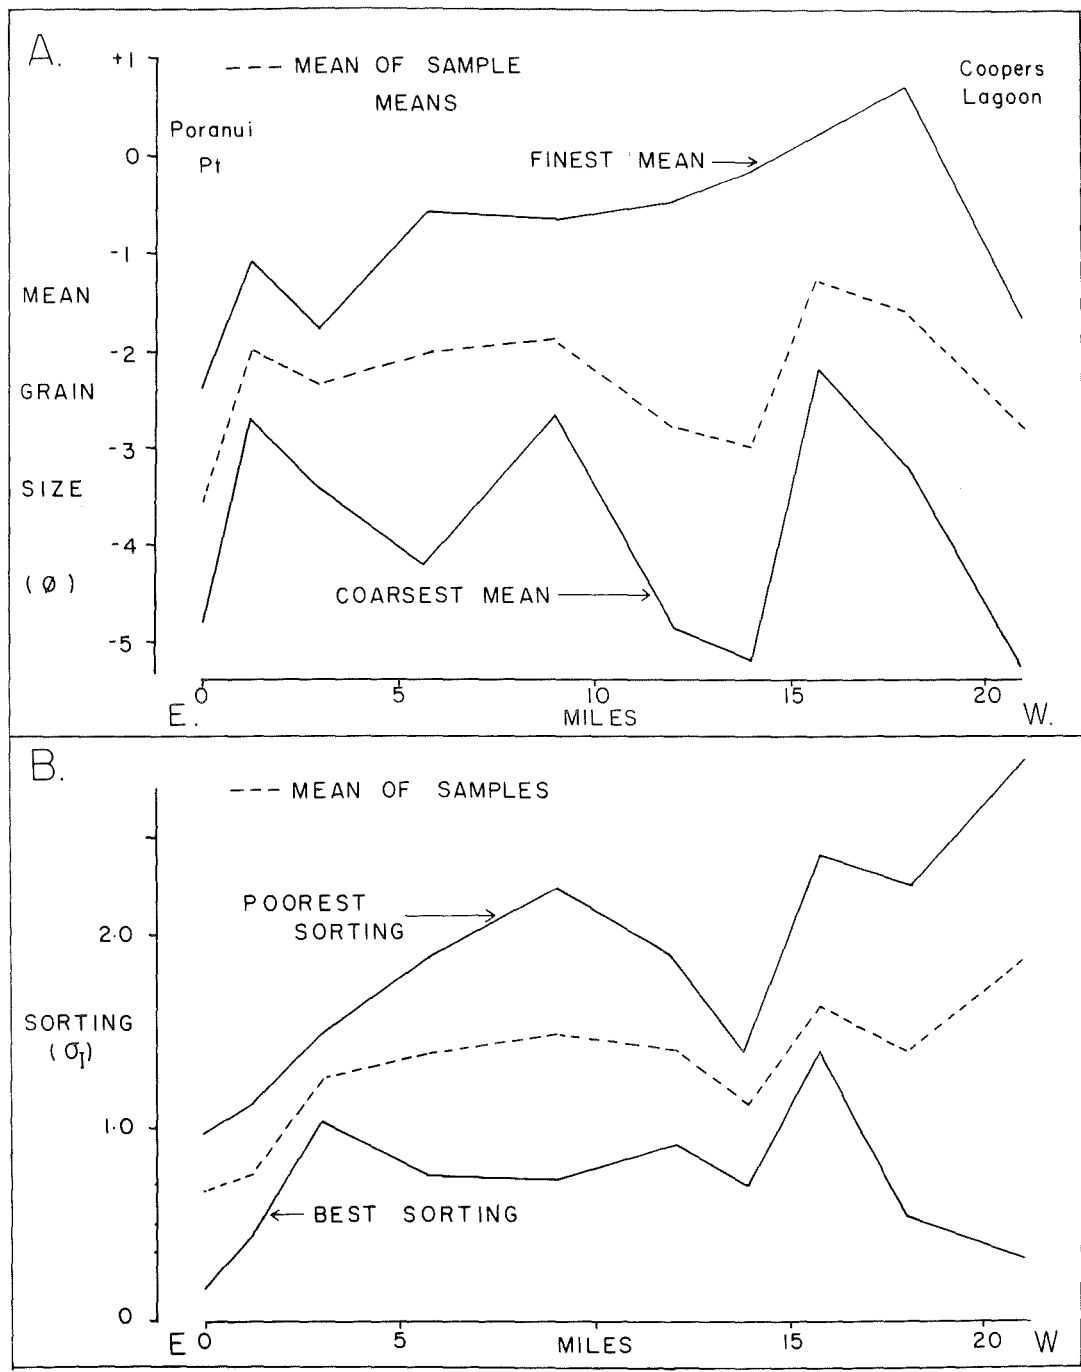 A.
--- MEAN OF SAMPLE
MEANS
Coopers
Lagoon
Poranui
Pt
FINEST MEAN
+1
0
-1
-2
-3
-4
-5
MEAN
GRAIN
SIZE
(Ø)
COARSEST MEAN
0 5 10 15 20
E. MILES W.
B.
--- MEAN OF SAMPLES
POOREST
SORTING
2·0
1·0
0
SORTING
(σI)
BEST SORTING
E 0 5 MILES 15 20 W